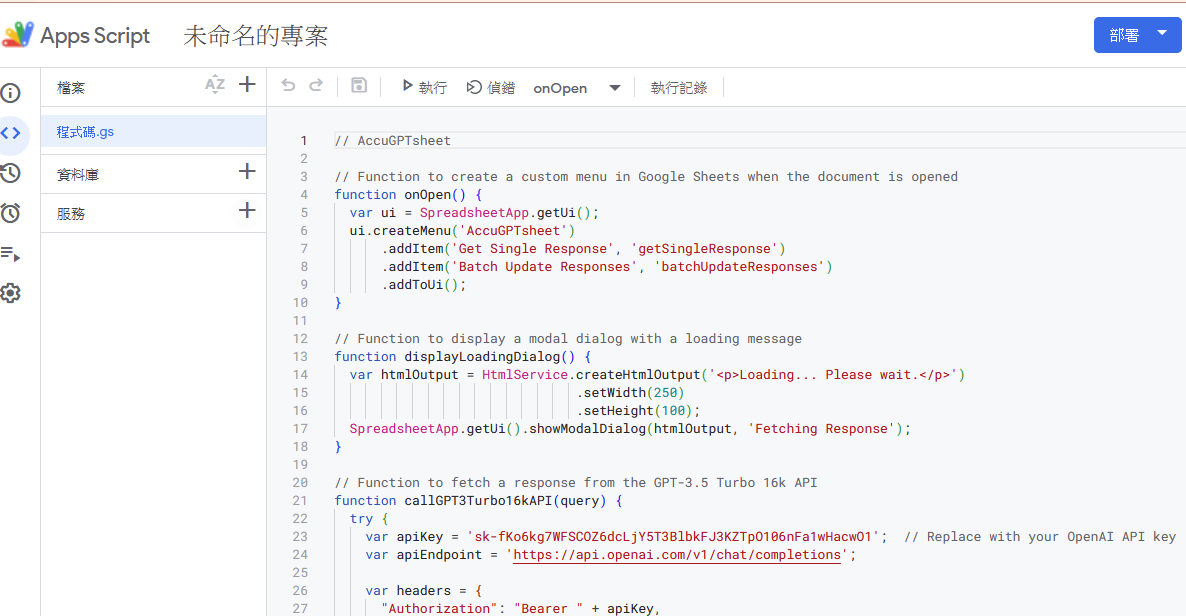 Apps Script 未命名的專案 部署
檔案 AZ
程式碼.gs
資料庫
服務
執行 偵錯 onOpen 執行記錄
1 // AccuGPTsheet
2
3 // Function to create a custom menu in Google Sheets when the document is opened
4 function onOpen() {
5   var ui = SpreadsheetApp.getUi();
6   ui.createMenu('AccuGPTsheet')
7       .addItem('Get Single Response', 'getSingleResponse')
8       .addItem('Batch Update Responses', 'batchUpdateResponses')
9       .addToUi();
10 }
11
12 // Function to display a modal dialog with a loading message
13 function displayLoadingDialog() {
14   var htmlOutput = HtmlService.createHtmlOutput('<p>Loading... Please wait.</p>')
15                                .setWidth(250)
16                                .setHeight(100);
17   SpreadsheetApp.getUi().showModalDialog(htmlOutput, 'Fetching Response');
18 }
19
20 // Function to fetch a response from the GPT-3.5 Turbo 16k API
21 function callGPT3Turbo16kAPI(query) {
22   try {
23     var apiKey = '';  // Replace with your OpenAI API key
24     var apiEndpoint = 'https://api.openai.com/v1/chat/completions';
25
26     var headers = {
27       "Authorization": "Bearer " + apiKey,